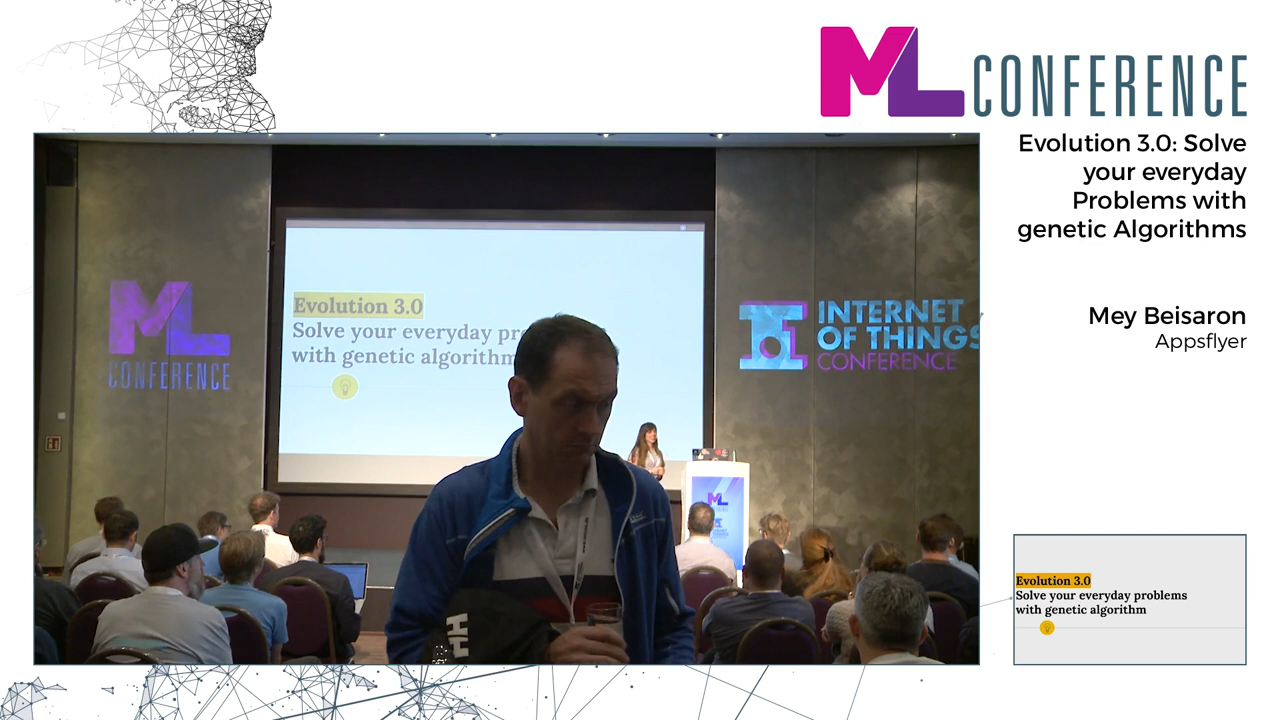 ML CONFERENCE
Evolution 3.0: Solve
your everyday
Problems with
genetic Algorithms
Mey Beisaron
Appsflyer
Evolution 3.0
Solve your everyday
with genetic algorithm
ML
CONFERENCE
INTERNET
OF THINGS
CONFERENCE
ML
HH
Evolution 3.0
Solve your everyday problems
with genetic algorithm